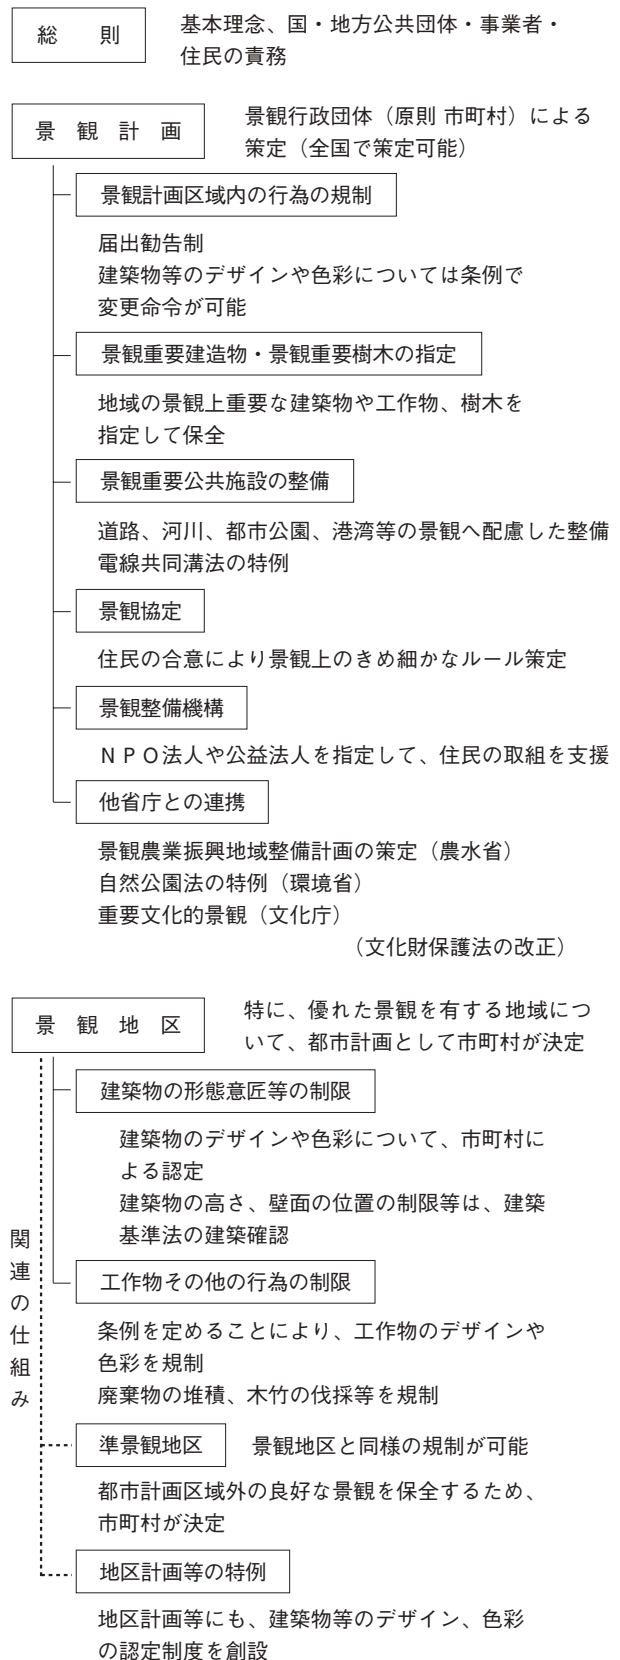 総　則
基本理念、国・地方公共団体・事業者・
住民の責務
景観計画
景観行政団体（原則 市町村）による
策定（全国で策定可能）
景観計画区域内の行為の規制
届出勧告制
建築物等のデザインや色彩については条例で
変更命令が可能
景観重要建造物・景観重要樹木の指定
地域の景観上重要な建築物や工作物、樹木を
指定して保全
景観重要公共施設の整備
道路、河川、都市公園、港湾等の景観へ配慮した整備
電線共同溝法の特例
景観協定
住民の合意により景観上のきめ細かなルール策定
景観整備機構
ＮＰＯ法人や公益法人を指定して、住民の取組を支援
他省庁との連携
景観農業振興地域整備計画の策定（農水省）
自然公園法の特例（環境省）
重要文化的景観（文化庁）
（文化財保護法の改正）
景観地区
特に、優れた景観を有する地域につ
いて、都市計画として市町村が決定
建築物の形態意匠等の制限
建築物のデザインや色彩について、市町村に
よる認定
建築物の高さ、壁面の位置の制限等は、建築
基準法の建築確認
関連の仕組み
工作物その他の行為の制限
条例を定めることにより、工作物のデザインや
色彩を規制
廃棄物の堆積、木竹の伐採等を規制
準景観地区　景観地区と同様の規制が可能
都市計画区域外の良好な景観を保全するため、
市町村が決定
地区計画等の特例
地区計画等にも、建築物等のデザイン、色彩
の認定制度を創設